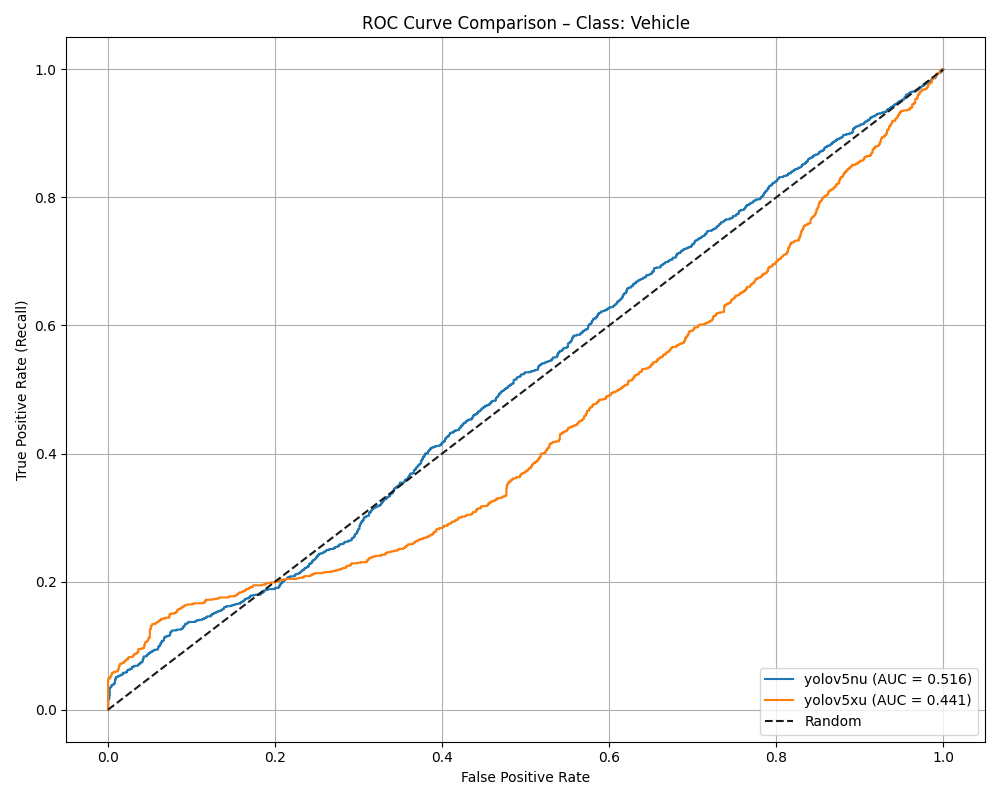 ROC Curve Comparison – Class: Vehicle
True Positive Rate (Recall)
1.0
0.8
0.6
0.4
0.2
0.0
0.0 0.2 0.4 0.6 0.8 1.0
False Positive Rate
yolov5nu (AUC = 0.516)
yolov5xu (AUC = 0.441)
Random